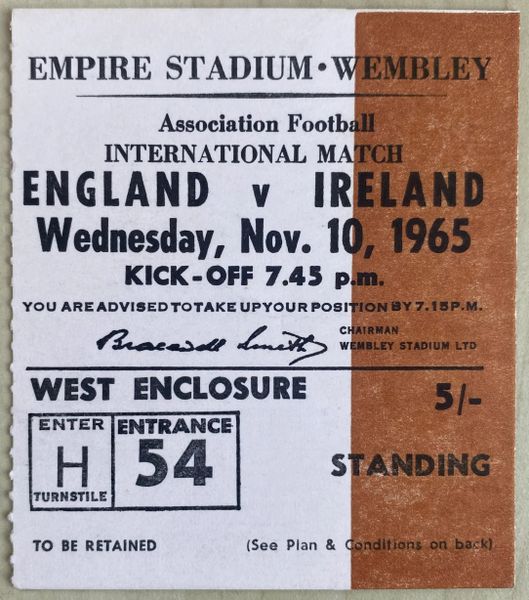 EMPIRE STADIUM • WEMBLEY
Association Football
INTERNATIONAL MATCH
ENGLAND v IRELAND
Wednesday, Nov. 10, 1965
KICK-OFF 7.45 p.m.
YOU ARE ADVISED TO TAKE UP YOUR POSITION BY 7.15 P.M.
Bracewell Smith
CHAIRMAN
WEMBLEY STADIUM LTD
WEST ENCLOSURE 5/-
ENTER
H
TURNSTILE
ENTRANCE
54
STANDING
TO BE RETAINED (See Plan & Conditions on back)